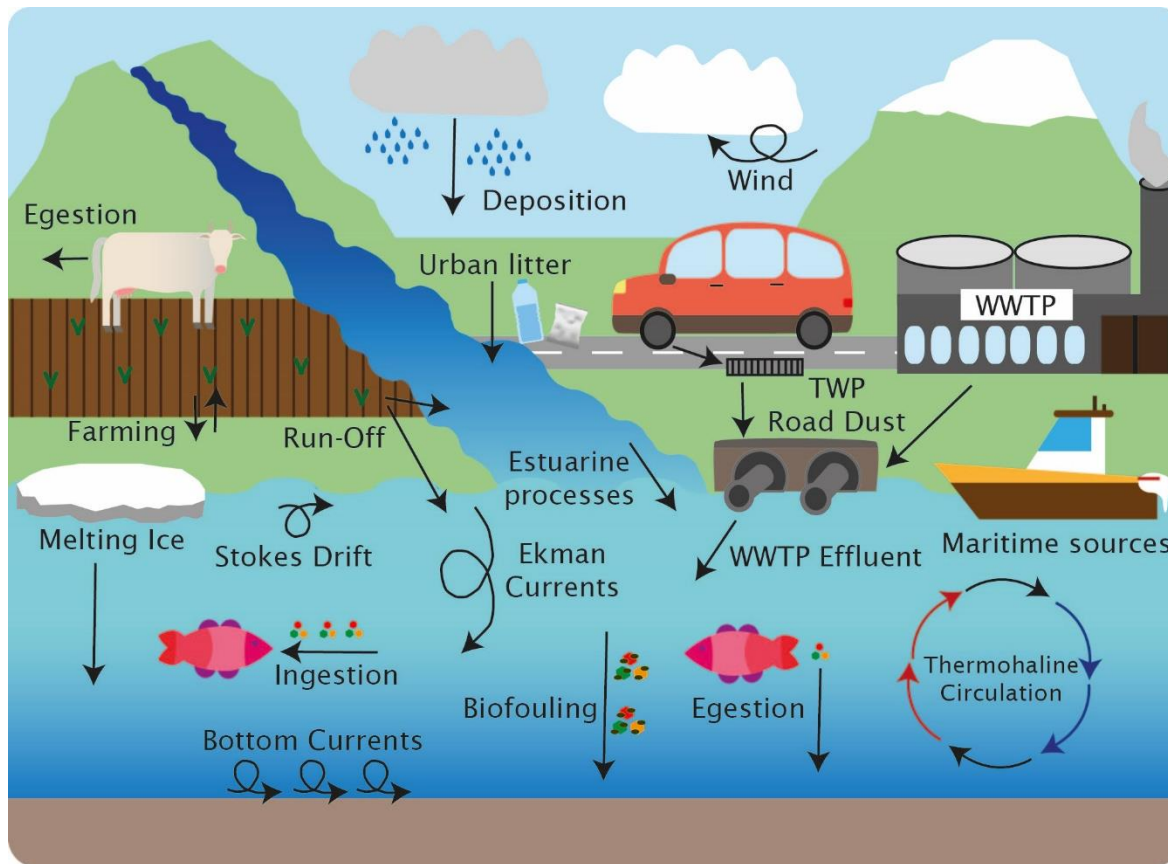 Wind
Deposition
Egestion
Urban litter
WWTP
TWP
Road Dust
Farming
Run-Off
Estuarine
processes
Melting Ice
Stokes Drift
Ekman
Currents
WWTP Effluent
Maritime sources
Ingestion
Biofouling
Egestion
Thermohaline
Circulation
Bottom Currents